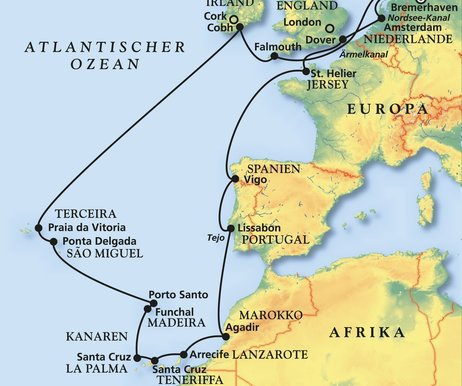 IRLAND
ENGLAND
Bremerhaven
Cork
London
Nordsee-Kanal
Cobh
Amsterdam
Dover
NIEDERLANDE
Falmouth
Ärmelkanal
ATLANTISCHER
OZEAN
St. Helier
JERSEY
EUROPA
SPANIEN
Vigo
TERCEIRA
Praia da Vitoria
Lissabon
Tejo
PORTUGAL
Ponta Delgada
SÃO MIGUEL
Porto Santo
Funchal
MADEIRA
MAROKKO
Agadir
AFRIKA
KANAREN
Santa Cruz
LA PALMA
Arrecife LANZAROTE
Santa Cruz
TENERIFFA